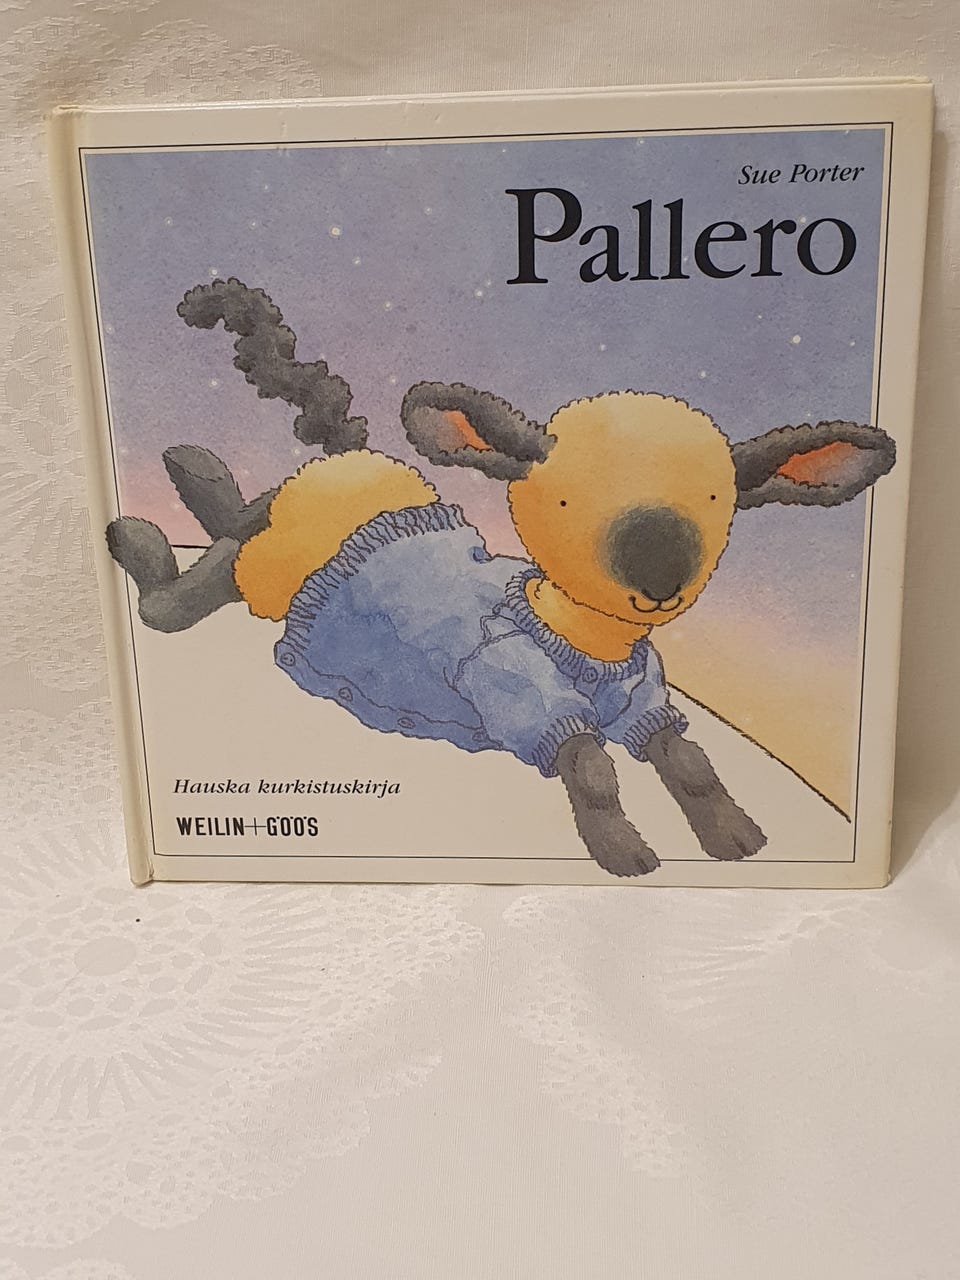 Sue Porter
Pallero
Hauska kurkistuskirja
WEILIN+GÖÖS